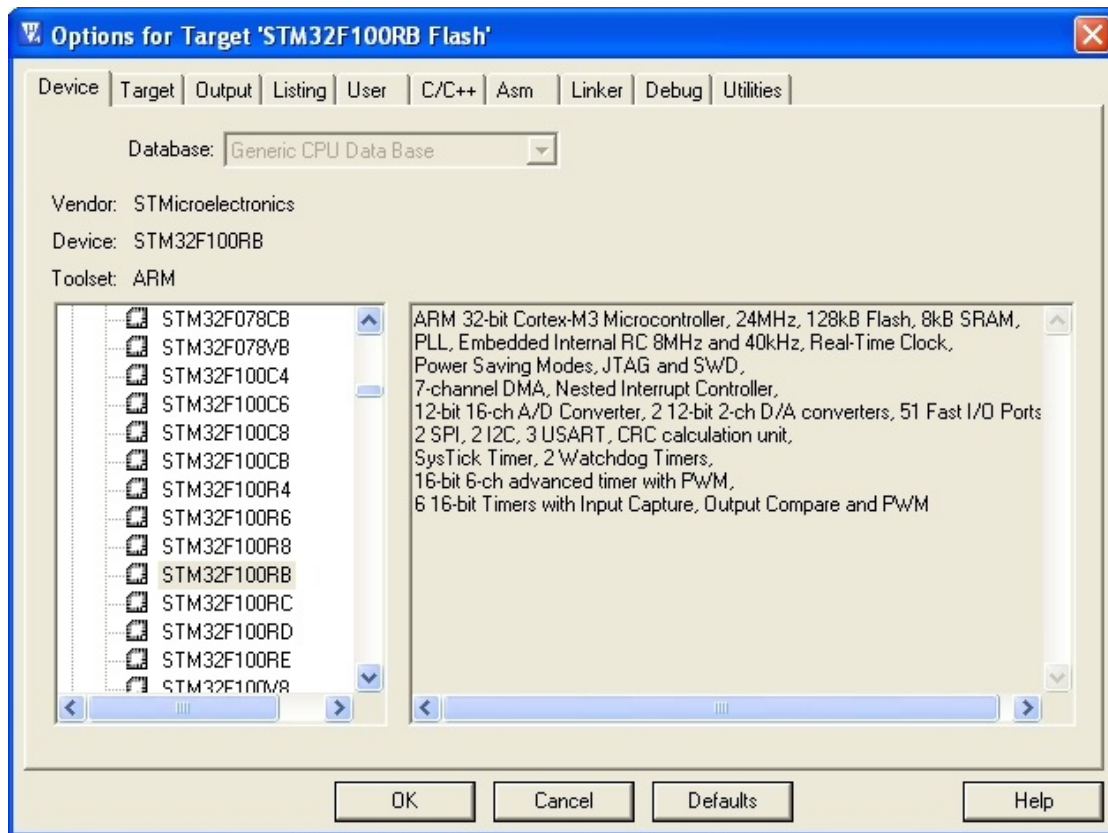 Options for Target 'STM32F100RB Flash'
Device Target Output Listing User C/C++ Asm Linker Debug Utilities
Database: Generic CPU Data Base
Vendor: STMicroelectronics
Device: STM32F100RB
Toolset: ARM
STM32F078CB
STM32F078VB
STM32F100C4
STM32F100C6
STM32F100C8
STM32F100CB
STM32F100R4
STM32F100R6
STM32F100R8
STM32F100RB
STM32F100RC
STM32F100RD
STM32F100RE
STM32F100V8
ARM 32-bit Cortex-M3 Microcontroller, 24MHz, 128kB Flash, 8kB SRAM,
PLL, Embedded Internal RC 8MHz and 40kHz, Real-Time Clock,
Power Saving Modes, JTAG and SWD,
7-channel DMA, Nested Interrupt Controller,
12-bit 16-ch A/D Converter, 2 12-bit 2-ch D/A converters, 51 Fast I/O Ports
2 SPI, 2 I2C, 3 USART, CRC calculation unit,
SysTick Timer, 2 Watchdog Timers,
16-bit 6-ch advanced timer with PWM,
6 16-bit Timers with Input Capture, Output Compare and PWM
OK Cancel Defaults Help